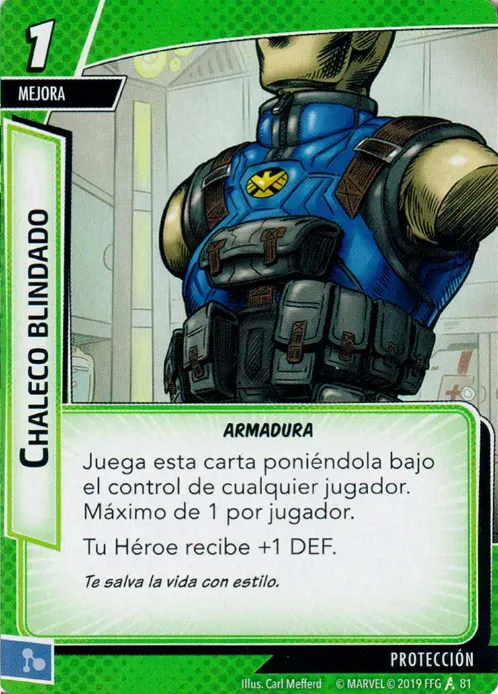 1
MEJORA
CHALECO BLINDADO
ARMADURA
Juega esta carta poniéndola bajo
el control de cualquier jugador.
Máximo de 1 por jugador.
Tu Héroe recibe +1 DEF.
Te salva la vida con estilo.
PROTECCIÓN
Illus. Carl Mefferd © MARVEL © 2019 FFG 81